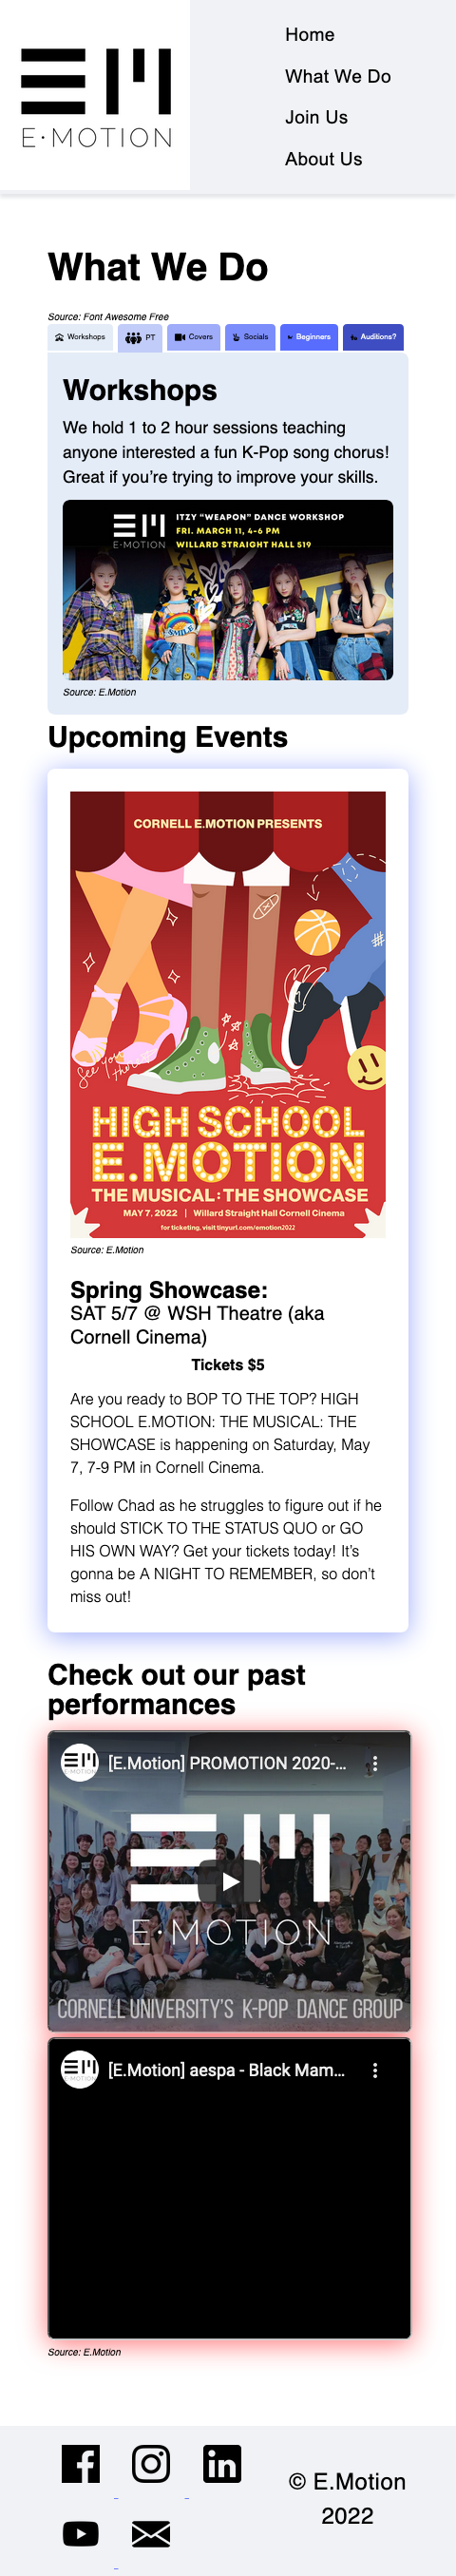 E·MOTION
Home
What We Do
Join Us
About Us
What We Do
Source: Font Awesome Free
Workshops
PT
Covers
Socials
Beginners
Auditions?
Workshops
We hold 1 to 2 hour sessions teaching
anyone interested a fun K-Pop song chorus!
Great if you’re trying to improve your skills.
E·MOTION
ITZY “WEAPON” DANCE WORKSHOP
FRI. MARCH 11, 4-6 PM
WILLARD STRAIGHT HALL 519
SMILE
Source: E.Motion
Upcoming Events
CORNELL E.MOTION PRESENTS
See you there
HIGH SCHOOL
E.MOTION
THE MUSICAL: THE SHOWCASE
MAY 7, 2022 | Willard Straight Hall Cornell Cinema
for ticketing, visit tinyurl.com/emotion2022
Source: E.Motion
Spring Showcase:
SAT 5/7 @ WSH Theatre (aka
Cornell Cinema)
Tickets $5
Are you ready to BOP TO THE TOP? HIGH
SCHOOL E.MOTION: THE MUSICAL: THE
SHOWCASE is happening on Saturday, May
7, 7-9 PM in Cornell Cinema.
Follow Chad as he struggles to figure out if he
should STICK TO THE STATUS QUO or GO
HIS OWN WAY? Get your tickets today! It’s
gonna be A NIGHT TO REMEMBER, so don’t
miss out!
Check out our past
performances
[E.Motion] PROMOTION 2020-...
E·MOTION
CORNELL UNIVERSITY'S K-POP DANCE GROUP
[E.Motion] aespa - Black Mam...
Source: E.Motion
© E.Motion
2022